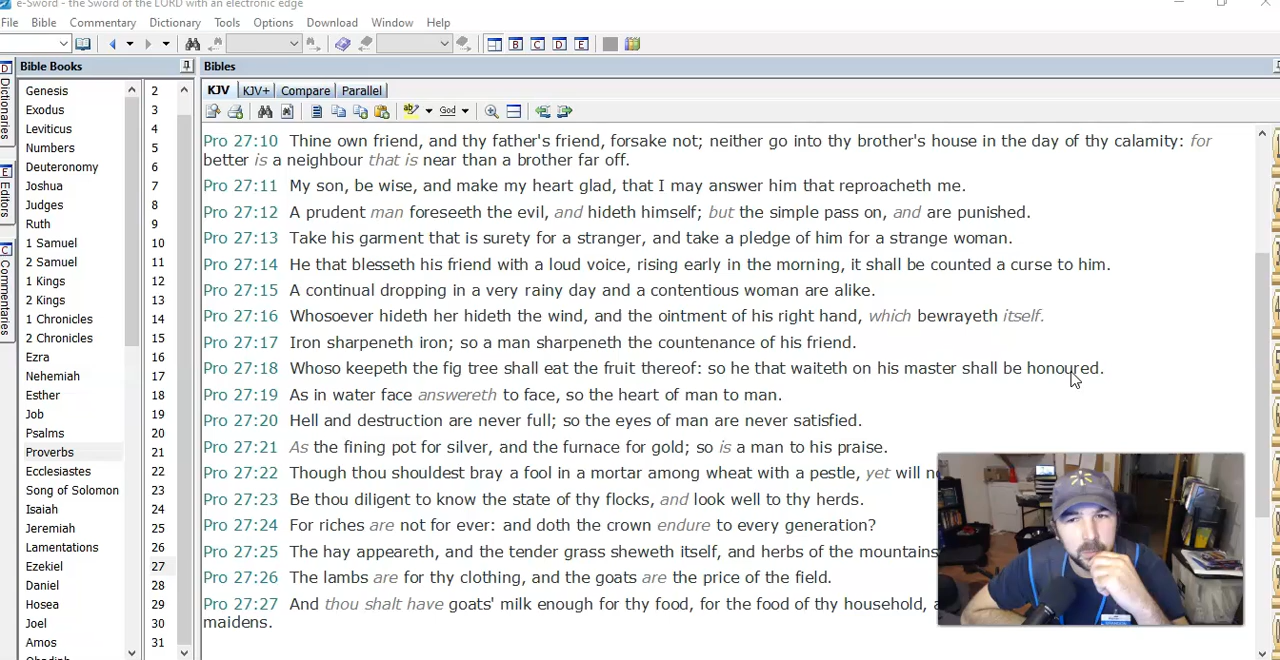 e-Sword - the Sword of the LORD with an electronic edge
File Bible Commentary Dictionary Tools Options Download Window Help
B C D E
Bible Books
Bibles
Dictionaries
Editors
Commentaries
KJV KJV+ Compare Parallel
God
Genesis 2
Exodus 3
Leviticus 4
Numbers 5
Deuteronomy 6
Joshua 7
Judges 8
Ruth 9
1 Samuel 10
2 Samuel 11
1 Kings 12
2 Kings 13
1 Chronicles 14
2 Chronicles 15
Ezra 16
Nehemiah 17
Esther 18
Job 19
Psalms 20
Proverbs 21
Ecclesiastes 22
Song of Solomon 23
Isaiah 24
Jeremiah 25
Lamentations 26
Ezekiel 27
Daniel 28
Hosea 29
Joel 30
Amos 31
Pro 27:10 Thine own friend, and thy father's friend, forsake not; neither go into thy brother's house in the day of thy calamity: for
better is a neighbour that is near than a brother far off.
Pro 27:11 My son, be wise, and make my heart glad, that I may answer him that reproacheth me.
Pro 27:12 A prudent man foreseeth the evil, and hideth himself; but the simple pass on, and are punished.
Pro 27:13 Take his garment that is surety for a stranger, and take a pledge of him for a strange woman.
Pro 27:14 He that blesseth his friend with a loud voice, rising early in the morning, it shall be counted a curse to him.
Pro 27:15 A continual dropping in a very rainy day and a contentious woman are alike.
Pro 27:16 Whosoever hideth her hideth the wind, and the ointment of his right hand, which bewrayeth itself.
Pro 27:17 Iron sharpeneth iron; so a man sharpeneth the countenance of his friend.
Pro 27:18 Whoso keepeth the fig tree shall eat the fruit thereof: so he that waiteth on his master shall be honoured.
Pro 27:19 As in water face answereth to face, so the heart of man to man.
Pro 27:20 Hell and destruction are never full; so the eyes of man are never satisfied.
Pro 27:21 As the fining pot for silver, and the furnace for gold; so is a man to his praise.
Pro 27:22 Though thou shouldest bray a fool in a mortar among wheat with a pestle, yet will
Pro 27:23 Be thou diligent to know the state of thy flocks, and look well to thy herds.
Pro 27:24 For riches are not for ever: and doth the crown endure to every generation?
Pro 27:25 The hay appeareth, and the tender grass sheweth itself, and herbs of the mountains
Pro 27:26 The lambs are for thy clothing, and the goats are the price of the field.
Pro 27:27 And thou shalt have goats' milk enough for thy food, for the food of thy household,
maidens.